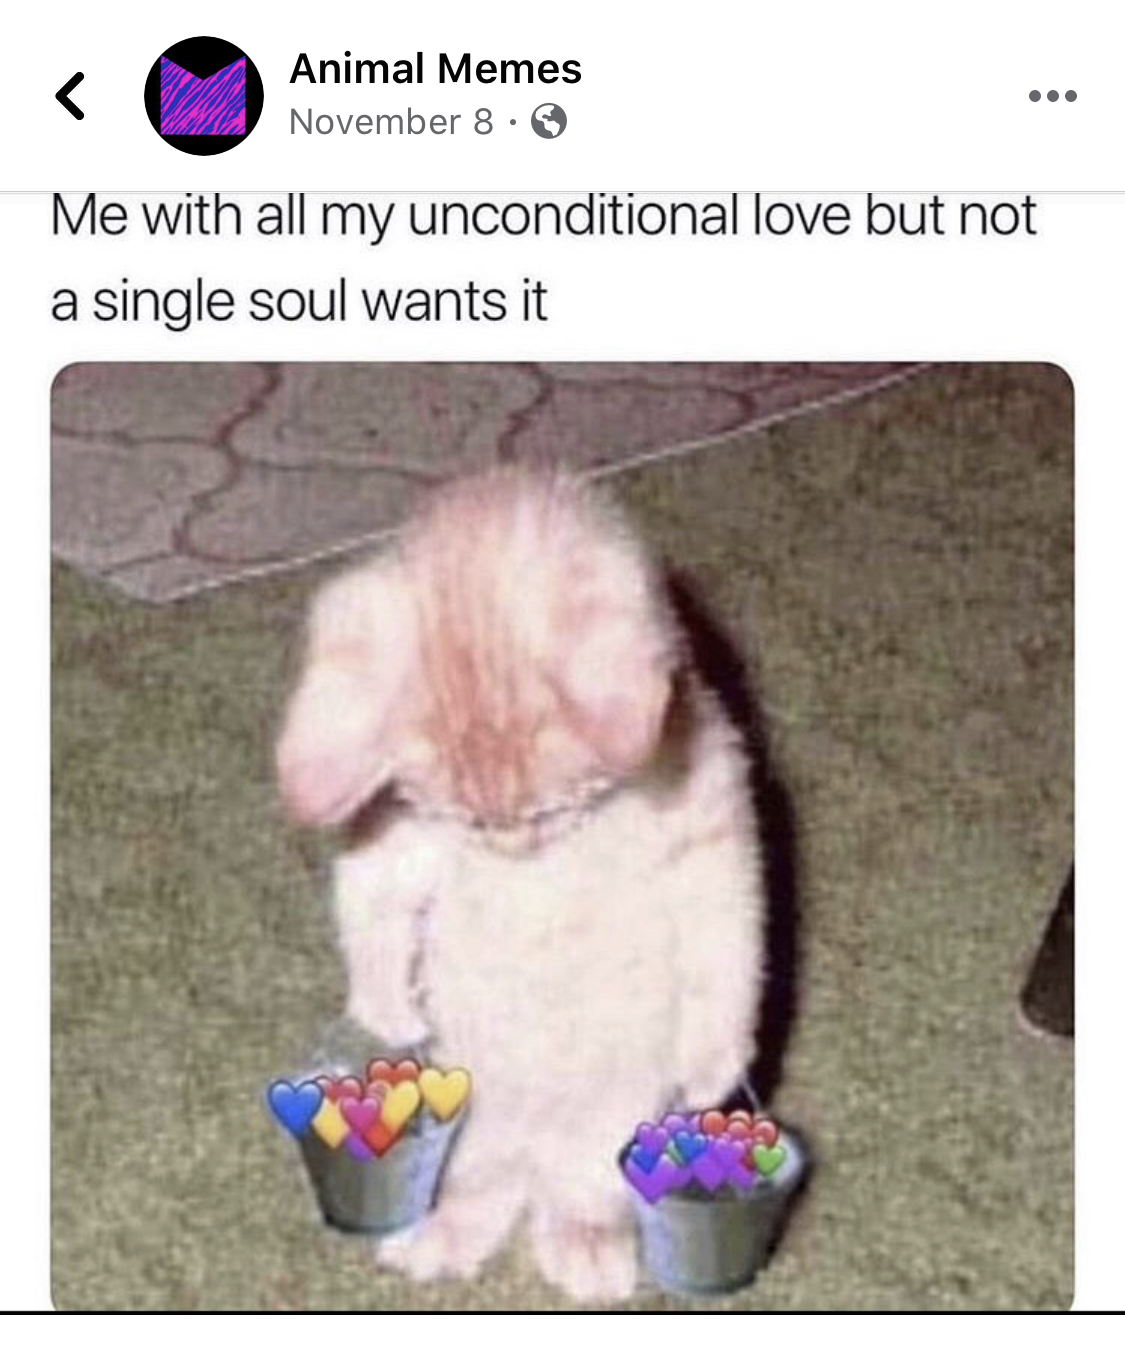 Animal Memes
November 8 ·
Me with all my unconditional love but not
a single soul wants it